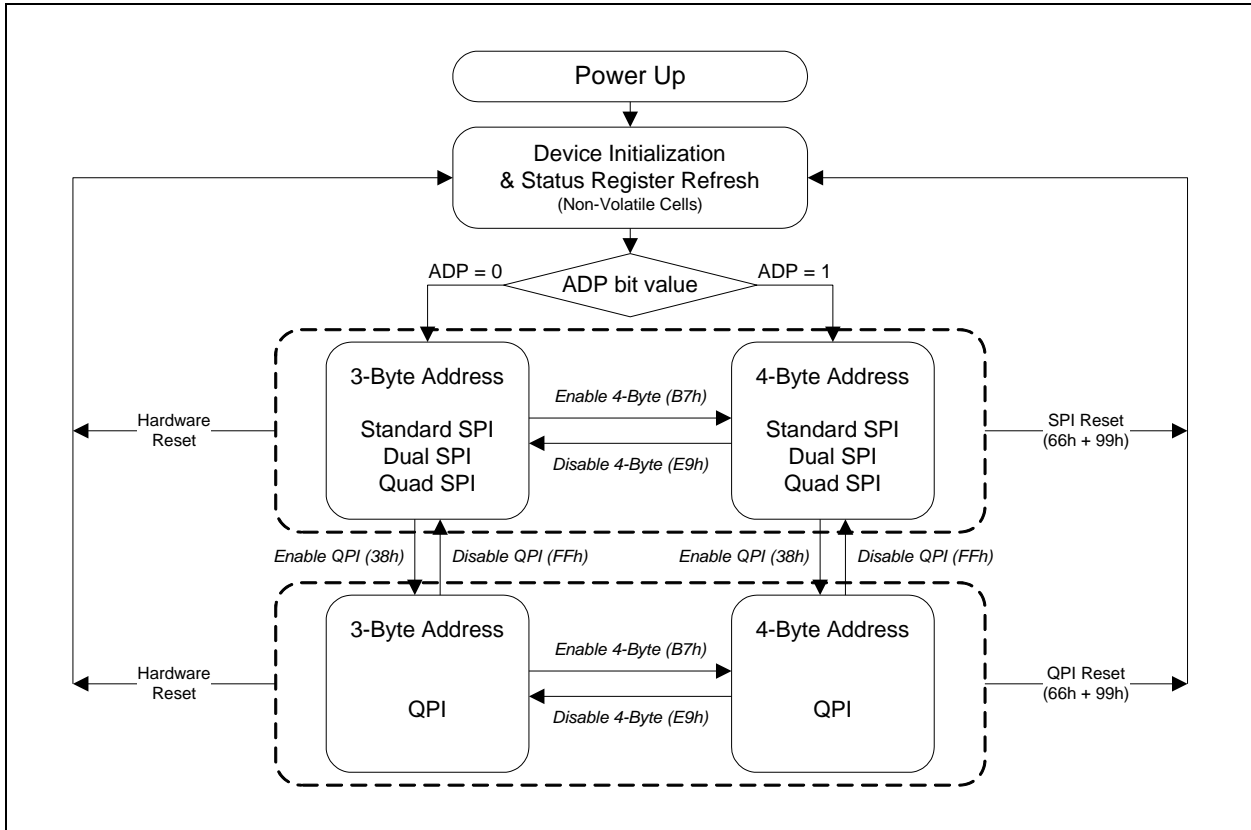 Power Up
Device Initialization
& Status Register Refresh
(Non-Volatile Cells)
ADP = 0
ADP bit value
ADP = 1
3-Byte Address
Standard SPI
Dual SPI
Quad SPI
Enable 4-Byte (B7h)
Disable 4-Byte (E9h)
4-Byte Address
Standard SPI
Dual SPI
Quad SPI
Hardware
Reset
SPI Reset
(66h + 99h)
Enable QPI (38h)
Disable QPI (FFh)
Enable QPI (38h)
Disable QPI (FFh)
3-Byte Address
QPI
Enable 4-Byte (B7h)
Disable 4-Byte (E9h)
4-Byte Address
QPI
Hardware
Reset
QPI Reset
(66h + 99h)